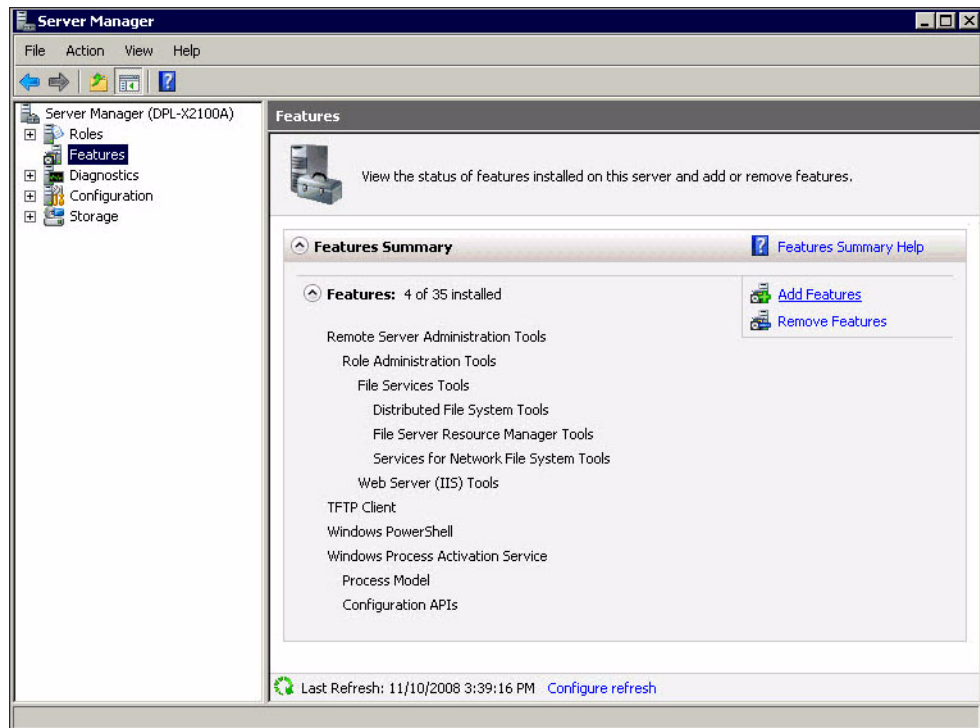 Server Manager
File Action View Help
Server Manager (DPL-X2100A)
Roles
Features
Diagnostics
Configuration
Storage
Features
View the status of features installed on this server and add or remove features.
Features Summary
Features Summary Help
Features: 4 of 35 installed
Add Features
Remove Features
Remote Server Administration Tools
Role Administration Tools
File Services Tools
Distributed File System Tools
File Server Resource Manager Tools
Services for Network File System Tools
Web Server (IIS) Tools
TFTP Client
Windows PowerShell
Windows Process Activation Service
Process Model
Configuration APIs
Last Refresh: 11/10/2008 3:39:16 PM Configure refresh